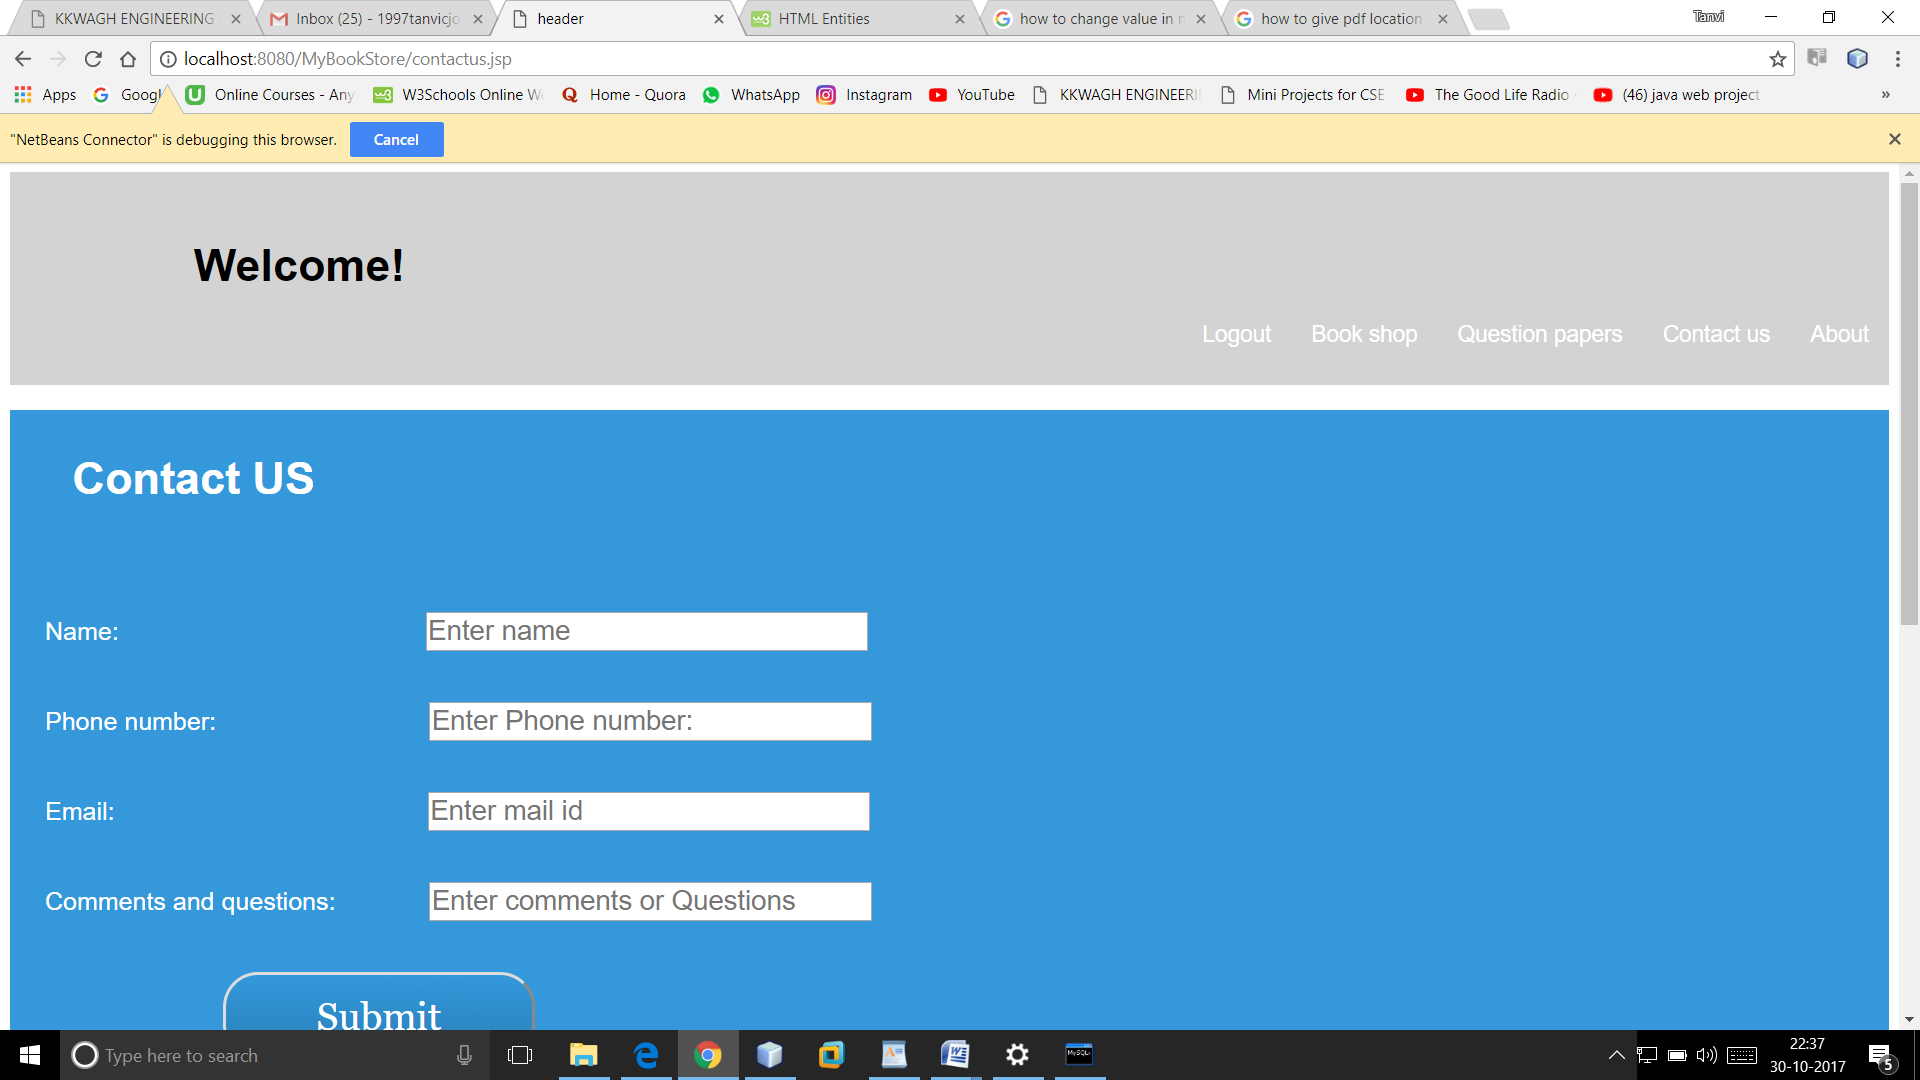 KKWAGH ENGINEERING
Inbox (25) - 1997tanvicjo
header
HTML Entities
how to change value in
how to give pdf location
Tanvi
localhost:8080/MyBookStore/contactus.jsp
Apps
Googl
Online Courses - Any
W3Schools Online W
Home - Quora
WhatsApp
Instagram
YouTube
KKWAGH ENGINEERI
Mini Projects for CSE
The Good Life Radio
(46) java web project
»
"NetBeans Connector" is debugging this browser.
Cancel
Welcome!
Logout Book shop Question papers Contact us About
Contact US
Name:
Enter name
Phone number:
Enter Phone number:
Email:
Enter mail id
Comments and questions:
Enter comments or Questions
Submit
Type here to search
22:37
30-10-2017
5